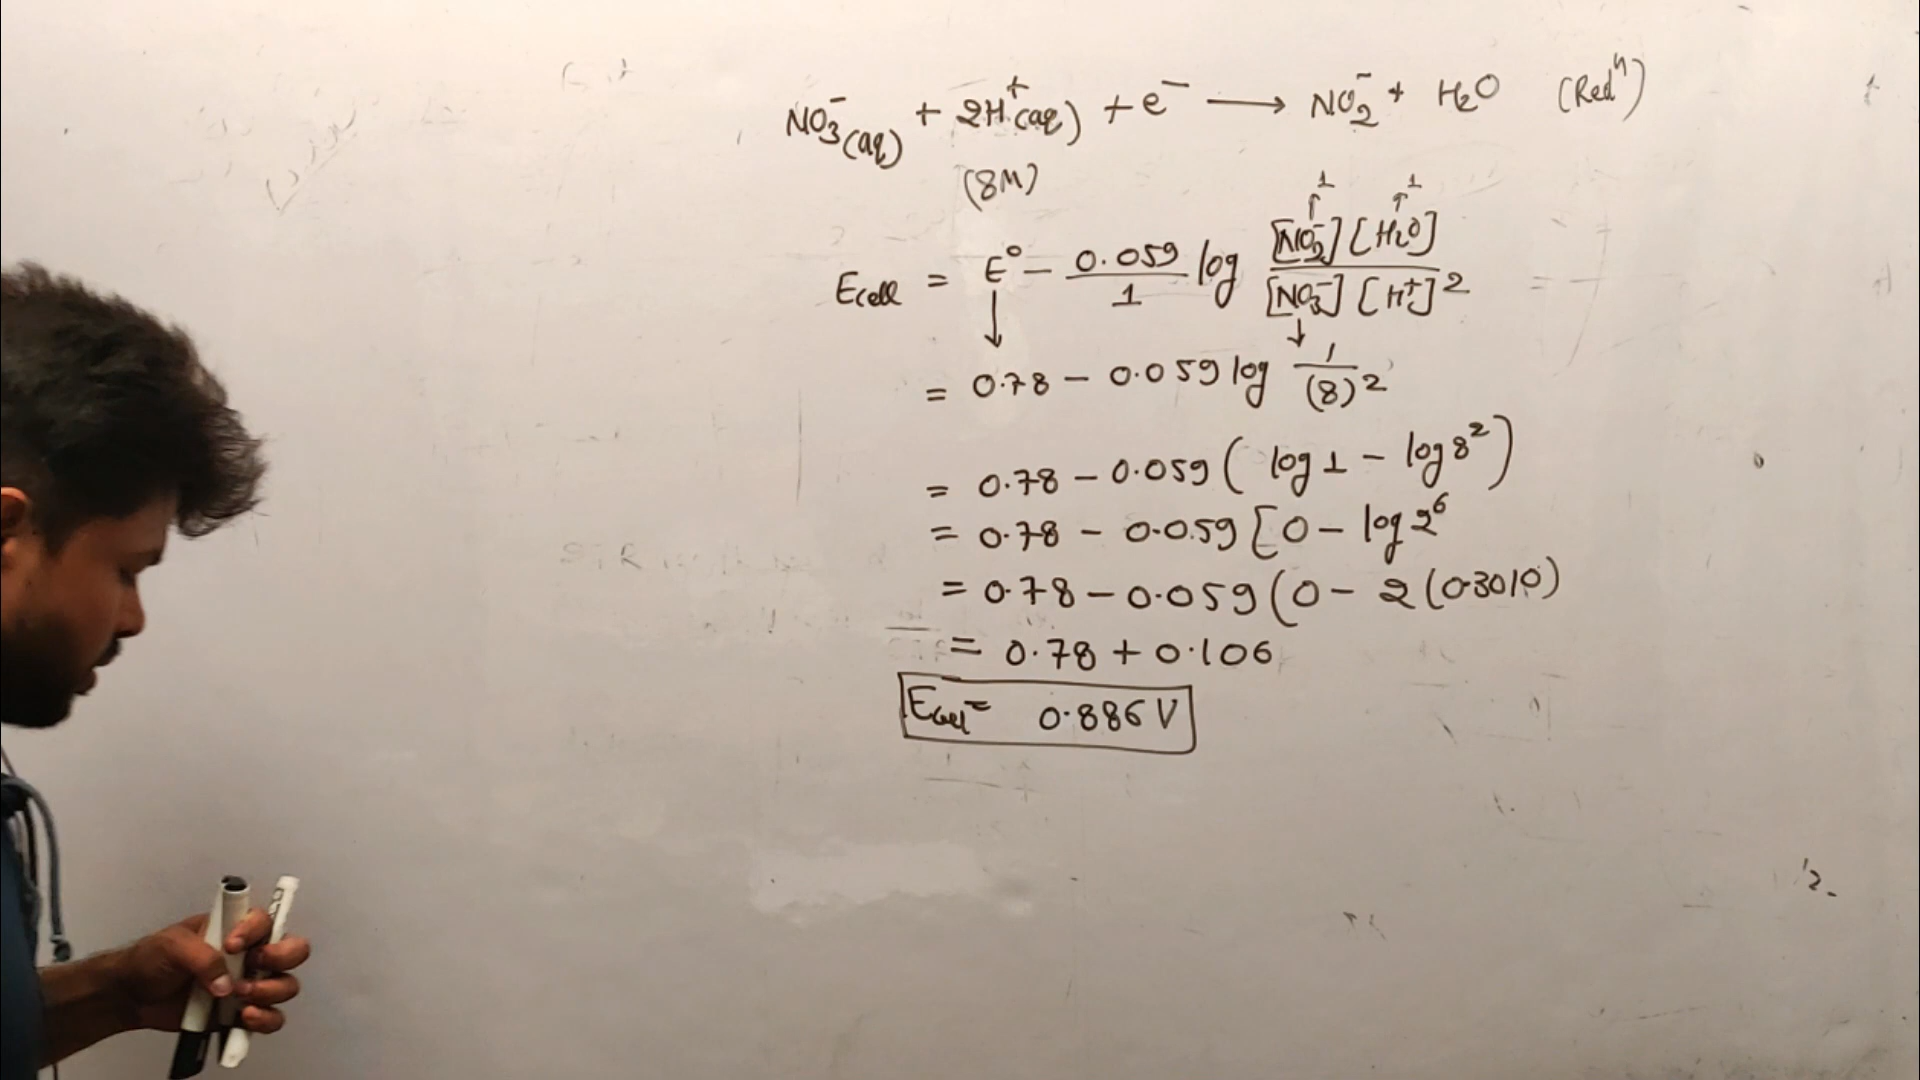 NO₃⁻(aq) + 2H⁺(aq) + e⁻ ⟶ NO₂⁻ + H₂O (Redⁿ)
(8M)
1 1
↑ ↑
Ecell = E° − 0.059/1 log [NO₂⁻][H₂O]/[NO₃⁻][H⁺]²
↓ ↓
= 0.78 − 0.059 log 1/(8)²
= 0.78 − 0.059 ( log 1 − log 8² )
= 0.78 − 0.059 [ 0 − log 2⁶
= 0.78 − 0.059 ( 0 − 2 (0.3010)
= 0.78 + 0.106
Ecell = 0.886 V